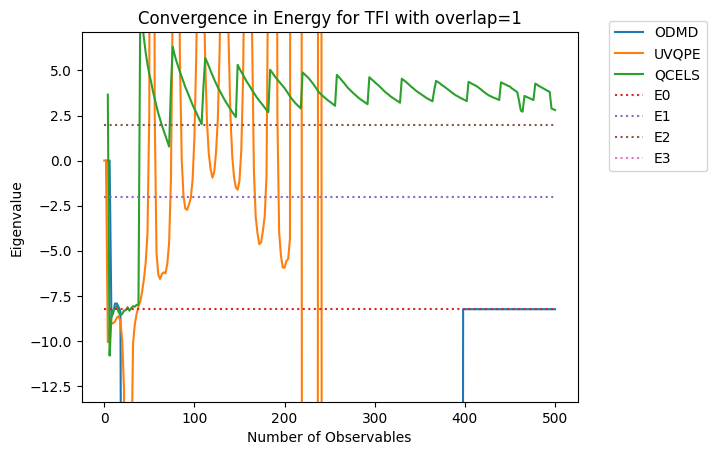 Convergence in Energy for TFI with overlap=1
ODMD
UVQPE
QCELS
E0
E1
E2
E3
5.0
2.5
0.0
−2.5
−5.0
−7.5
−10.0
−12.5
Eigenvalue
0 100 200 300 400 500
Number of Observables